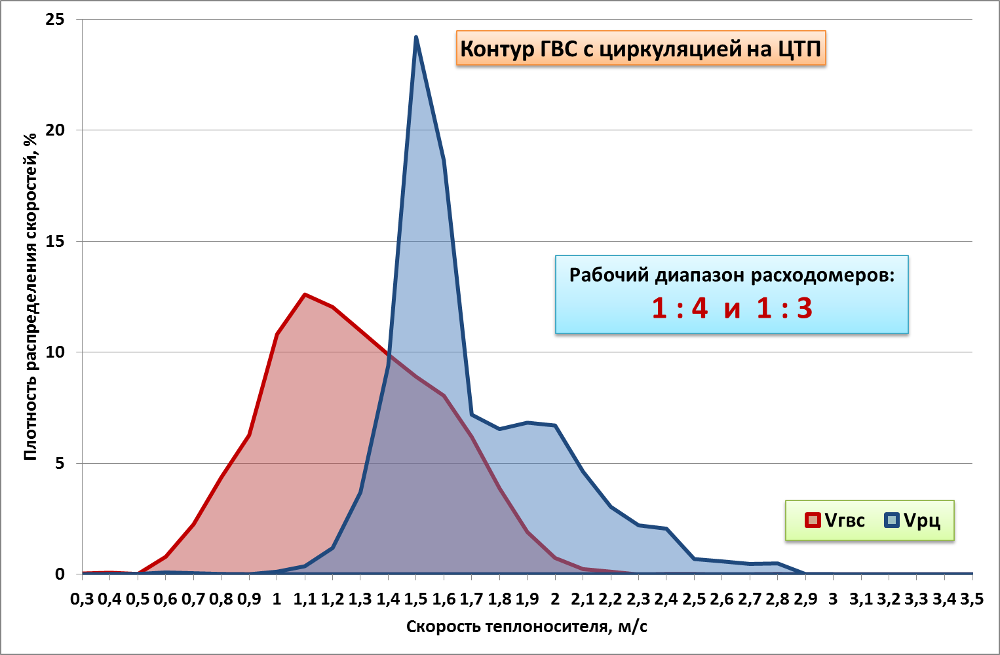 Контур ГВС с циркуляцией на ЦТП
Рабочий диапазон расходомеров:
1 : 4 и 1 : 3
Плотность распределения скоростей, %
25
20
15
10
5
0
Vгвс Vрц
0,3 0,4 0,5 0,6 0,7 0,8 0,9 1 1,1 1,2 1,3 1,4 1,5 1,6 1,7 1,8 1,9 2 2,1 2,2 2,3 2,4 2,5 2,6 2,7 2,8 2,9 3 3,1 3,2 3,3 3,4 3,5
Скорость теплоносителя, м/с